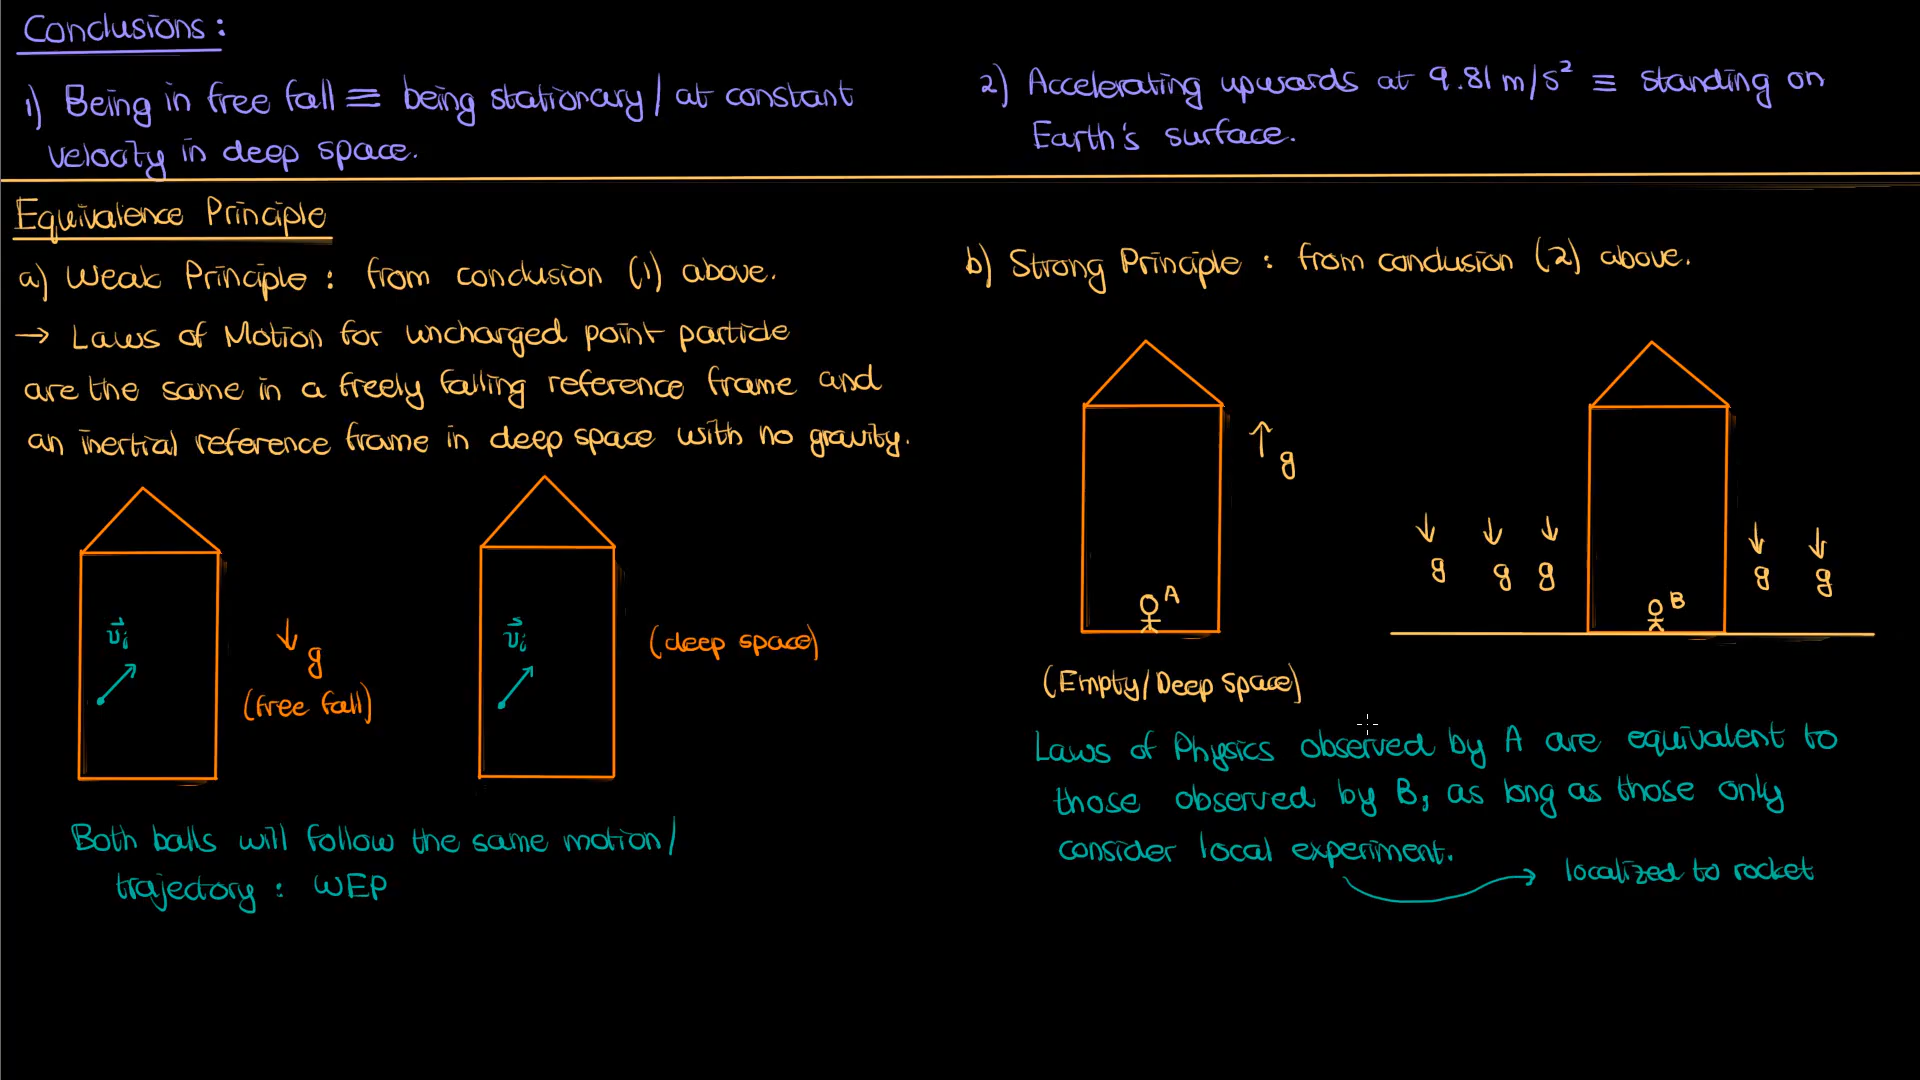 Conclusions:
1) Being in free fall ≡ being stationary/ at constant
velocity in deep space.
2) Accelerating upwards at 9.81 m/s² ≡ standing on
Earth's surface.
Equivalence Principle
a) Weak Principle : from conclusion (1) above.
→ Laws of Motion for uncharged point particle
are the same in a freely falling reference frame and
an inertial reference frame in deep space with no gravity.
v⃗i
↓ g
(free fall)
v⃗i
(deep space)
Both balls will follow the same motion/
trajectory : WEP
b) Strong Principle : from conclusion (2) above.
↑ g
A
(Empty/Deep Space)
↓ ↓ ↓ ↓ ↓
g g g g g
B
Laws of Physics observed by A are equivalent to
those observed by B, as long as those only
consider local experiment.
→ localized to rocket